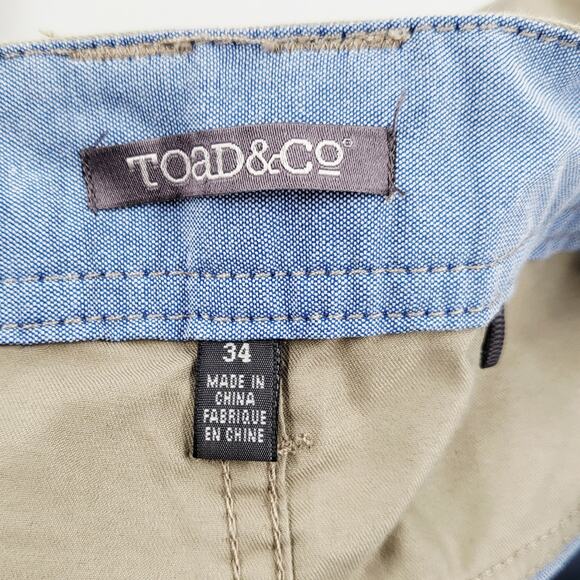 TOaD&Co®
34
MADE IN
CHINA
FABRIQUE
EN CHINE